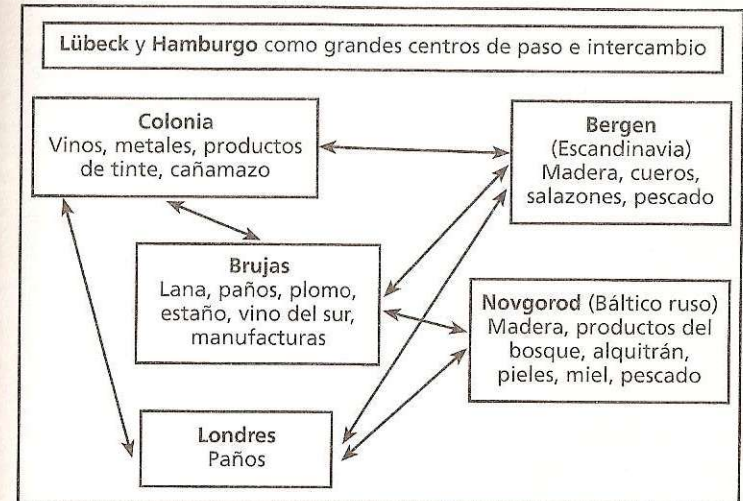 Lübeck y Hamburgo como grandes centros de paso e intercambio
Colonia
Vinos, metales, productos
de tinte, cañamazo
Bergen
(Escandinavia)
Madera, cueros,
salazones, pescado
Brujas
Lana, paños, plomo,
estaño, vino del sur,
manufacturas
Novgorod (Báltico ruso)
Madera, productos del
bosque, alquitrán,
pieles, miel, pescado
Londres
Paños